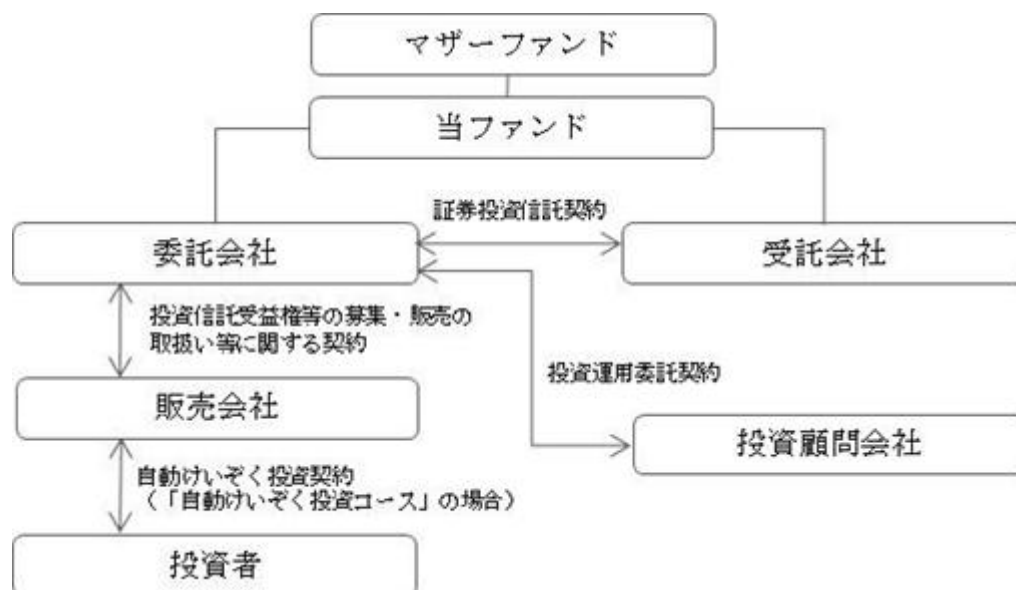 マザーファンド
当ファンド
証券投資信託契約
委託会社
受託会社
投資信託受益権等の募集・販売の
取扱い等に関する契約
投資運用委託契約
販売会社
投資顧問会社
自動けいぞく投資契約
（「自動けいぞく投資コース」の場合）
投資者